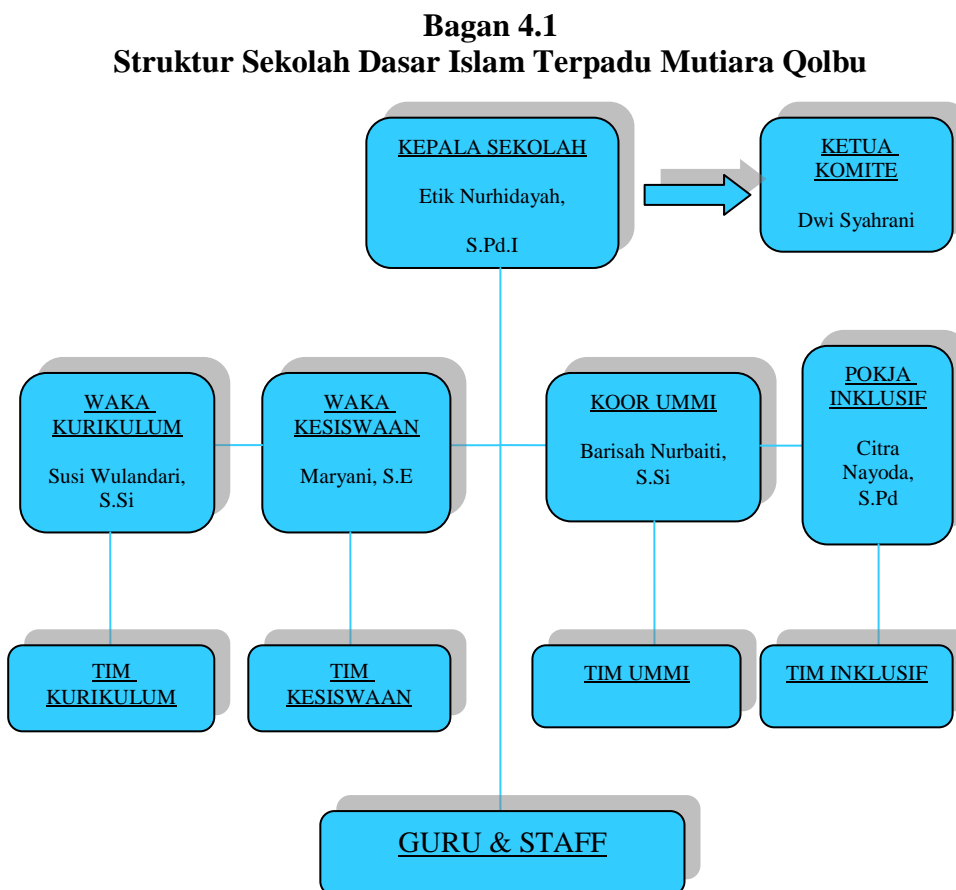 Bagan 4.1
Struktur Sekolah Dasar Islam Terpadu Mutiara Qolbu
KEPALA SEKOLAH
Etik Nurhidayah,
S.Pd.I
KETUA
KOMITE
Dwi Syahrani
WAKA
KURIKULUM
Susi Wulandari,
S.Si
WAKA
KESISWAAN
Maryani, S.E
KOOR UMMI
Barisah Nurbaiti,
S.Si
POKJA
INKLUSIF
Citra
Nayoda,
S.Pd
TIM
KURIKULUM
TIM
KESISWAAN
TIM UMMI
TIM INKLUSIF
GURU & STAFF